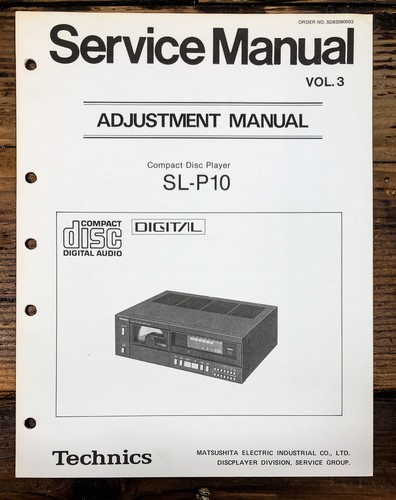 ORDER NO. SD83090003
Service Manual
VOL. 3
ADJUSTMENT MANUAL
Compact Disc Player
SL-P10
COMPACT
disc
DIGITAL AUDIO
DIGITAL
Technics
MATSUSHITA ELECTRIC INDUSTRIAL CO., LTD.
DISCPLAYER DIVISION, SERVICE GROUP.